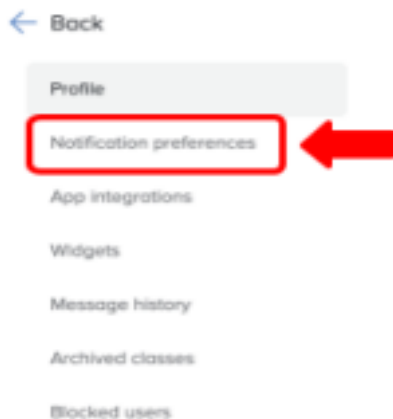 Back
Profile
Notification preferences
App integrations
Widgets
Message history
Archived classes
Blocked users